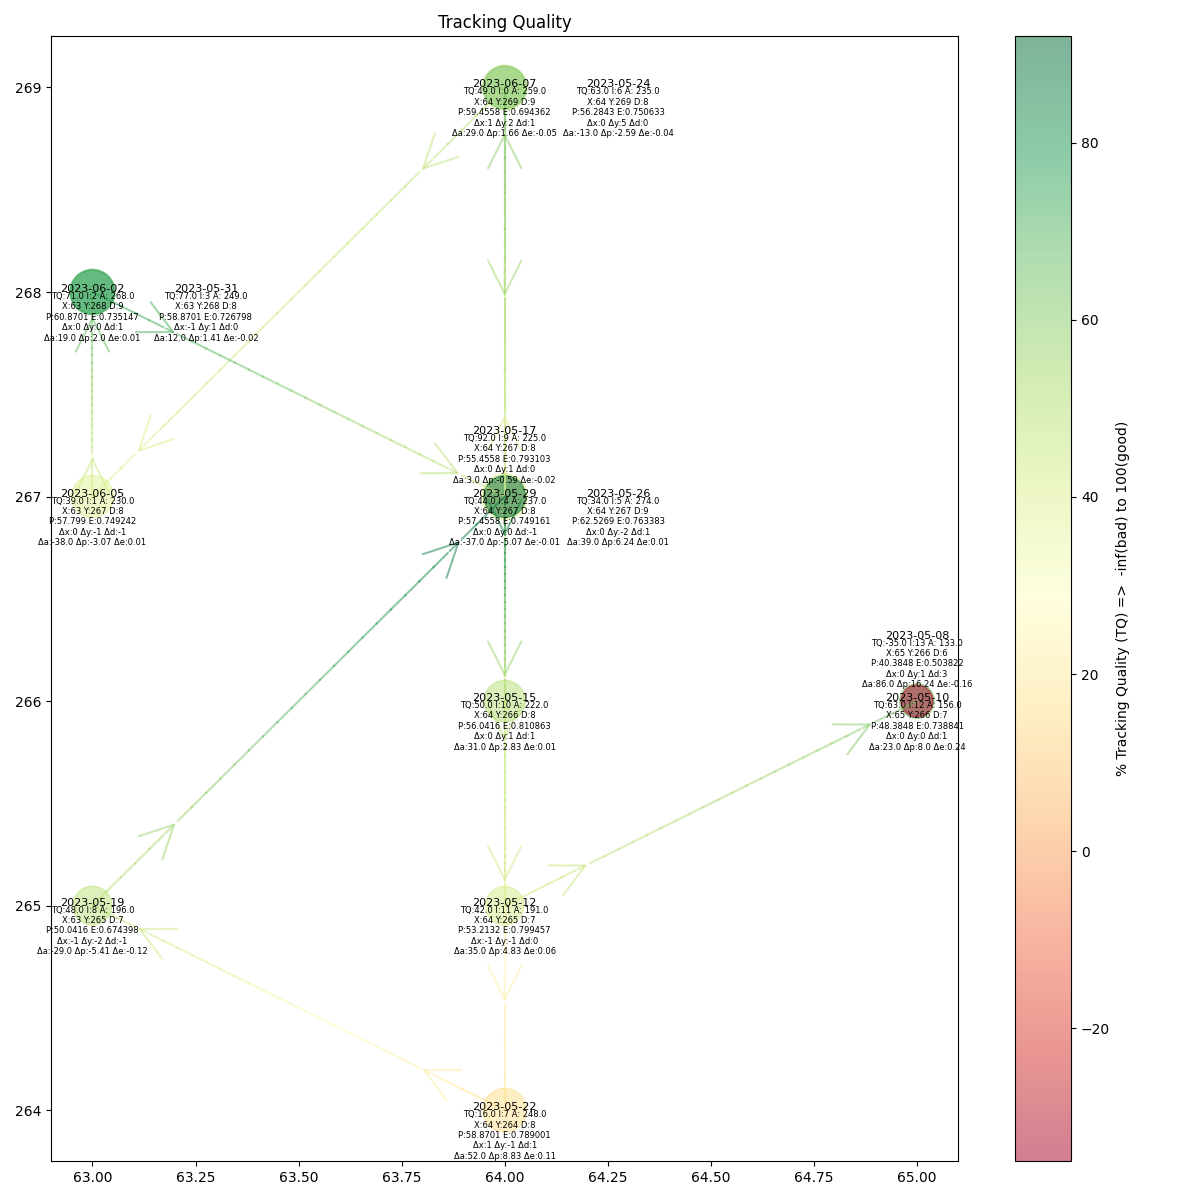 Tracking Quality
269
268
267
266
265
264
2023-06-07
TQ:49.0 I:0 A: 259.0
X:64 Y:269 D:9
P:59.4558 E:0.694362
Δx:1 Δy:2 Δd:1
Δa:29.0 Δp:1.66 Δe:-0.05
2023-05-24
TQ:63.0 I:6 A: 235.0
X:64 Y:269 D:8
P:56.2843 E:0.750633
Δx:0 Δy:5 Δd:0
Δa:-13.0 Δp:-2.59 Δe:-0.04
2023-06-02
TQ:71.0 I:2 A: 268.0
X:63 Y:268 D:9
P:60.8701 E:0.735147
Δx:0 Δy:0 Δd:1
Δa:19.0 Δp:2.0 Δe:0.01
2023-05-31
TQ:77.0 I:3 A: 249.0
X:63 Y:268 D:8
P:58.8701 E:0.726798
Δx:-1 Δy:1 Δd:0
Δa:12.0 Δp:1.41 Δe:-0.02
2023-05-17
TQ:92.0 I:9 A: 225.0
X:64 Y:267 D:8
P:55.4558 E:0.793103
Δx:0 Δy:1 Δd:0
Δa:3.0 Δp:-0.59 Δe:-0.02
2023-06-05
TQ:39.0 I:1 A: 230.0
X:63 Y:267 D:8
P:57.799 E:0.749242
Δx:0 Δy:-1 Δd:-1
Δa:-38.0 Δp:-3.07 Δe:0.01
2023-05-29
TQ:44.0 I:4 A: 237.0
X:64 Y:267 D:8
P:57.4558 E:0.749161
Δx:0 Δy:0 Δd:-1
Δa:-37.0 Δp:-5.07 Δe:-0.01
2023-05-26
TQ:34.0 I:5 A: 274.0
X:64 Y:267 D:9
P:62.5269 E:0.763383
Δx:0 Δy:-2 Δd:1
Δa:39.0 Δp:6.24 Δe:0.01
2023-05-08
TQ:-35.0 I:13 A: 133.0
X:65 Y:266 D:6
P:40.3848 E:0.503822
Δx:0 Δy:1 Δd:3
Δa:86.0 Δp:16.24 Δe:-0.16
2023-05-15
TQ:50.0 I:10 A: 222.0
X:64 Y:266 D:8
P:56.0416 E:0.810863
Δx:0 Δy:1 Δd:1
Δa:31.0 Δp:2.83 Δe:0.01
2023-05-10
TQ:63.0 I:12 A: 156.0
X:65 Y:266 D:7
P:48.3848 E:0.738841
Δx:0 Δy:0 Δd:1
Δa:23.0 Δp:8.0 Δe:0.24
2023-05-19
TQ:48.0 I:8 A: 196.0
X:63 Y:265 D:7
P:50.0416 E:0.674398
Δx:-1 Δy:-2 Δd:-1
Δa:-29.0 Δp:-5.41 Δe:-0.12
2023-05-12
TQ:42.0 I:11 A: 191.0
X:64 Y:265 D:7
P:53.2132 E:0.799457
Δx:-1 Δy:-1 Δd:0
Δa:35.0 Δp:4.83 Δe:0.06
2023-05-22
TQ:16.0 I:7 A: 248.0
X:64 Y:264 D:8
P:58.8701 E:0.789001
Δx:1 Δy:-1 Δd:1
Δa:52.0 Δp:8.83 Δe:0.11
63.00
63.25
63.50
63.75
64.00
64.25
64.50
64.75
65.00
80
60
40
20
0
−20
% Tracking Quality (TQ) =>  -inf(bad) to 100(good)